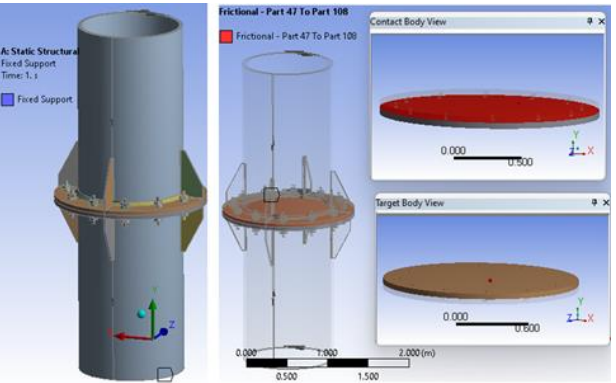 A: Static Structural
Fixed Support
Time: 1. s
Fixed Support
Y
Z
Frictional - Part 47 To Part 108
Frictional - Part 47 To Part 108
0.000
1.000
2.000 (m)
0.500
1.500
Contact Body View
Y
Z
X
0.000
0.500
Target Body View
Y
Z
X
0.000
0.600